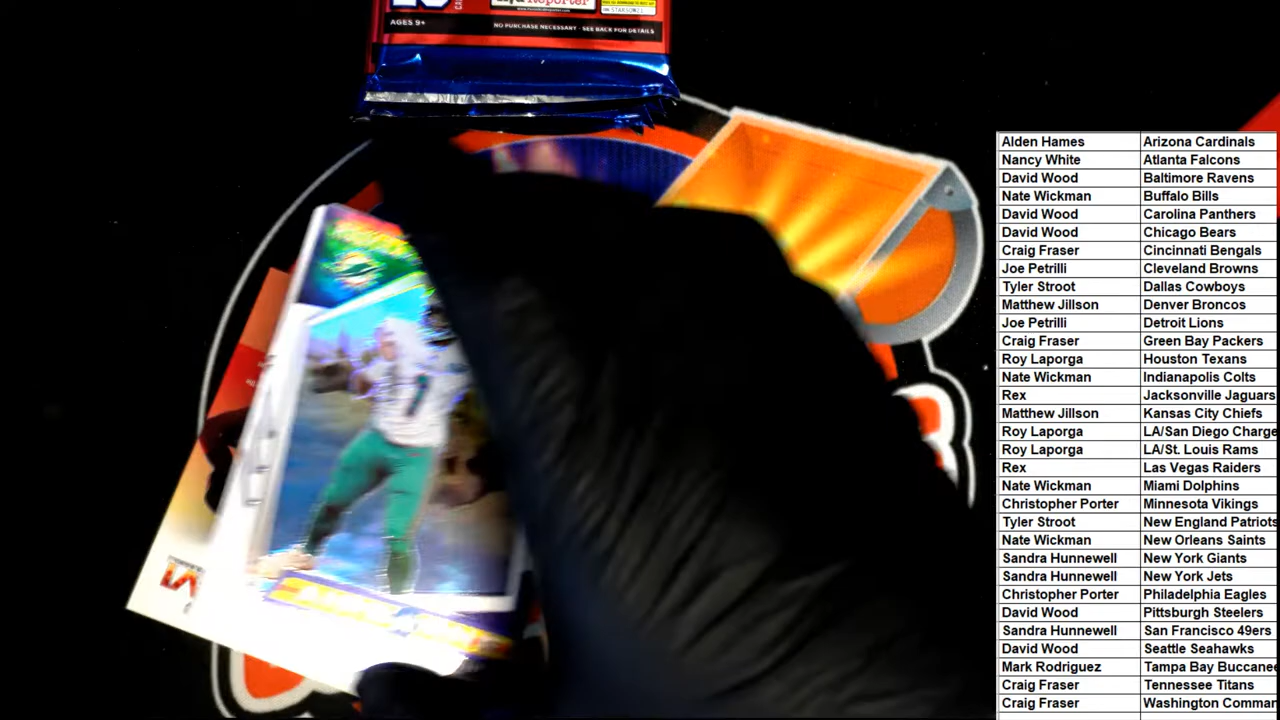 Reporter
AGES 9+
NO PURCHASE NECESSARY · SEE BACK FOR DETAILS
Alden Hames Arizona Cardinals
Nancy White Atlanta Falcons
David Wood Baltimore Ravens
Nate Wickman Buffalo Bills
David Wood Carolina Panthers
David Wood Chicago Bears
Craig Fraser Cincinnati Bengals
Joe Petrilli Cleveland Browns
Tyler Stroot Dallas Cowboys
Matthew Jillson Denver Broncos
Joe Petrilli Detroit Lions
Craig Fraser Green Bay Packers
Roy Laporga Houston Texans
Nate Wickman Indianapolis Colts
Rex Jacksonville Jaguars
Matthew Jillson Kansas City Chiefs
Roy Laporga LA/San Diego Charge
Roy Laporga LA/St. Louis Rams
Rex Las Vegas Raiders
Nate Wickman Miami Dolphins
Christopher Porter Minnesota Vikings
Tyler Stroot New England Patriots
Nate Wickman New Orleans Saints
Sandra Hunnewell New York Giants
Sandra Hunnewell New York Jets
Christopher Porter Philadelphia Eagles
David Wood Pittsburgh Steelers
Sandra Hunnewell San Francisco 49ers
David Wood Seattle Seahawks
Mark Rodriguez Tampa Bay Buccanee
Craig Fraser Tennessee Titans
Craig Fraser Washington Comman